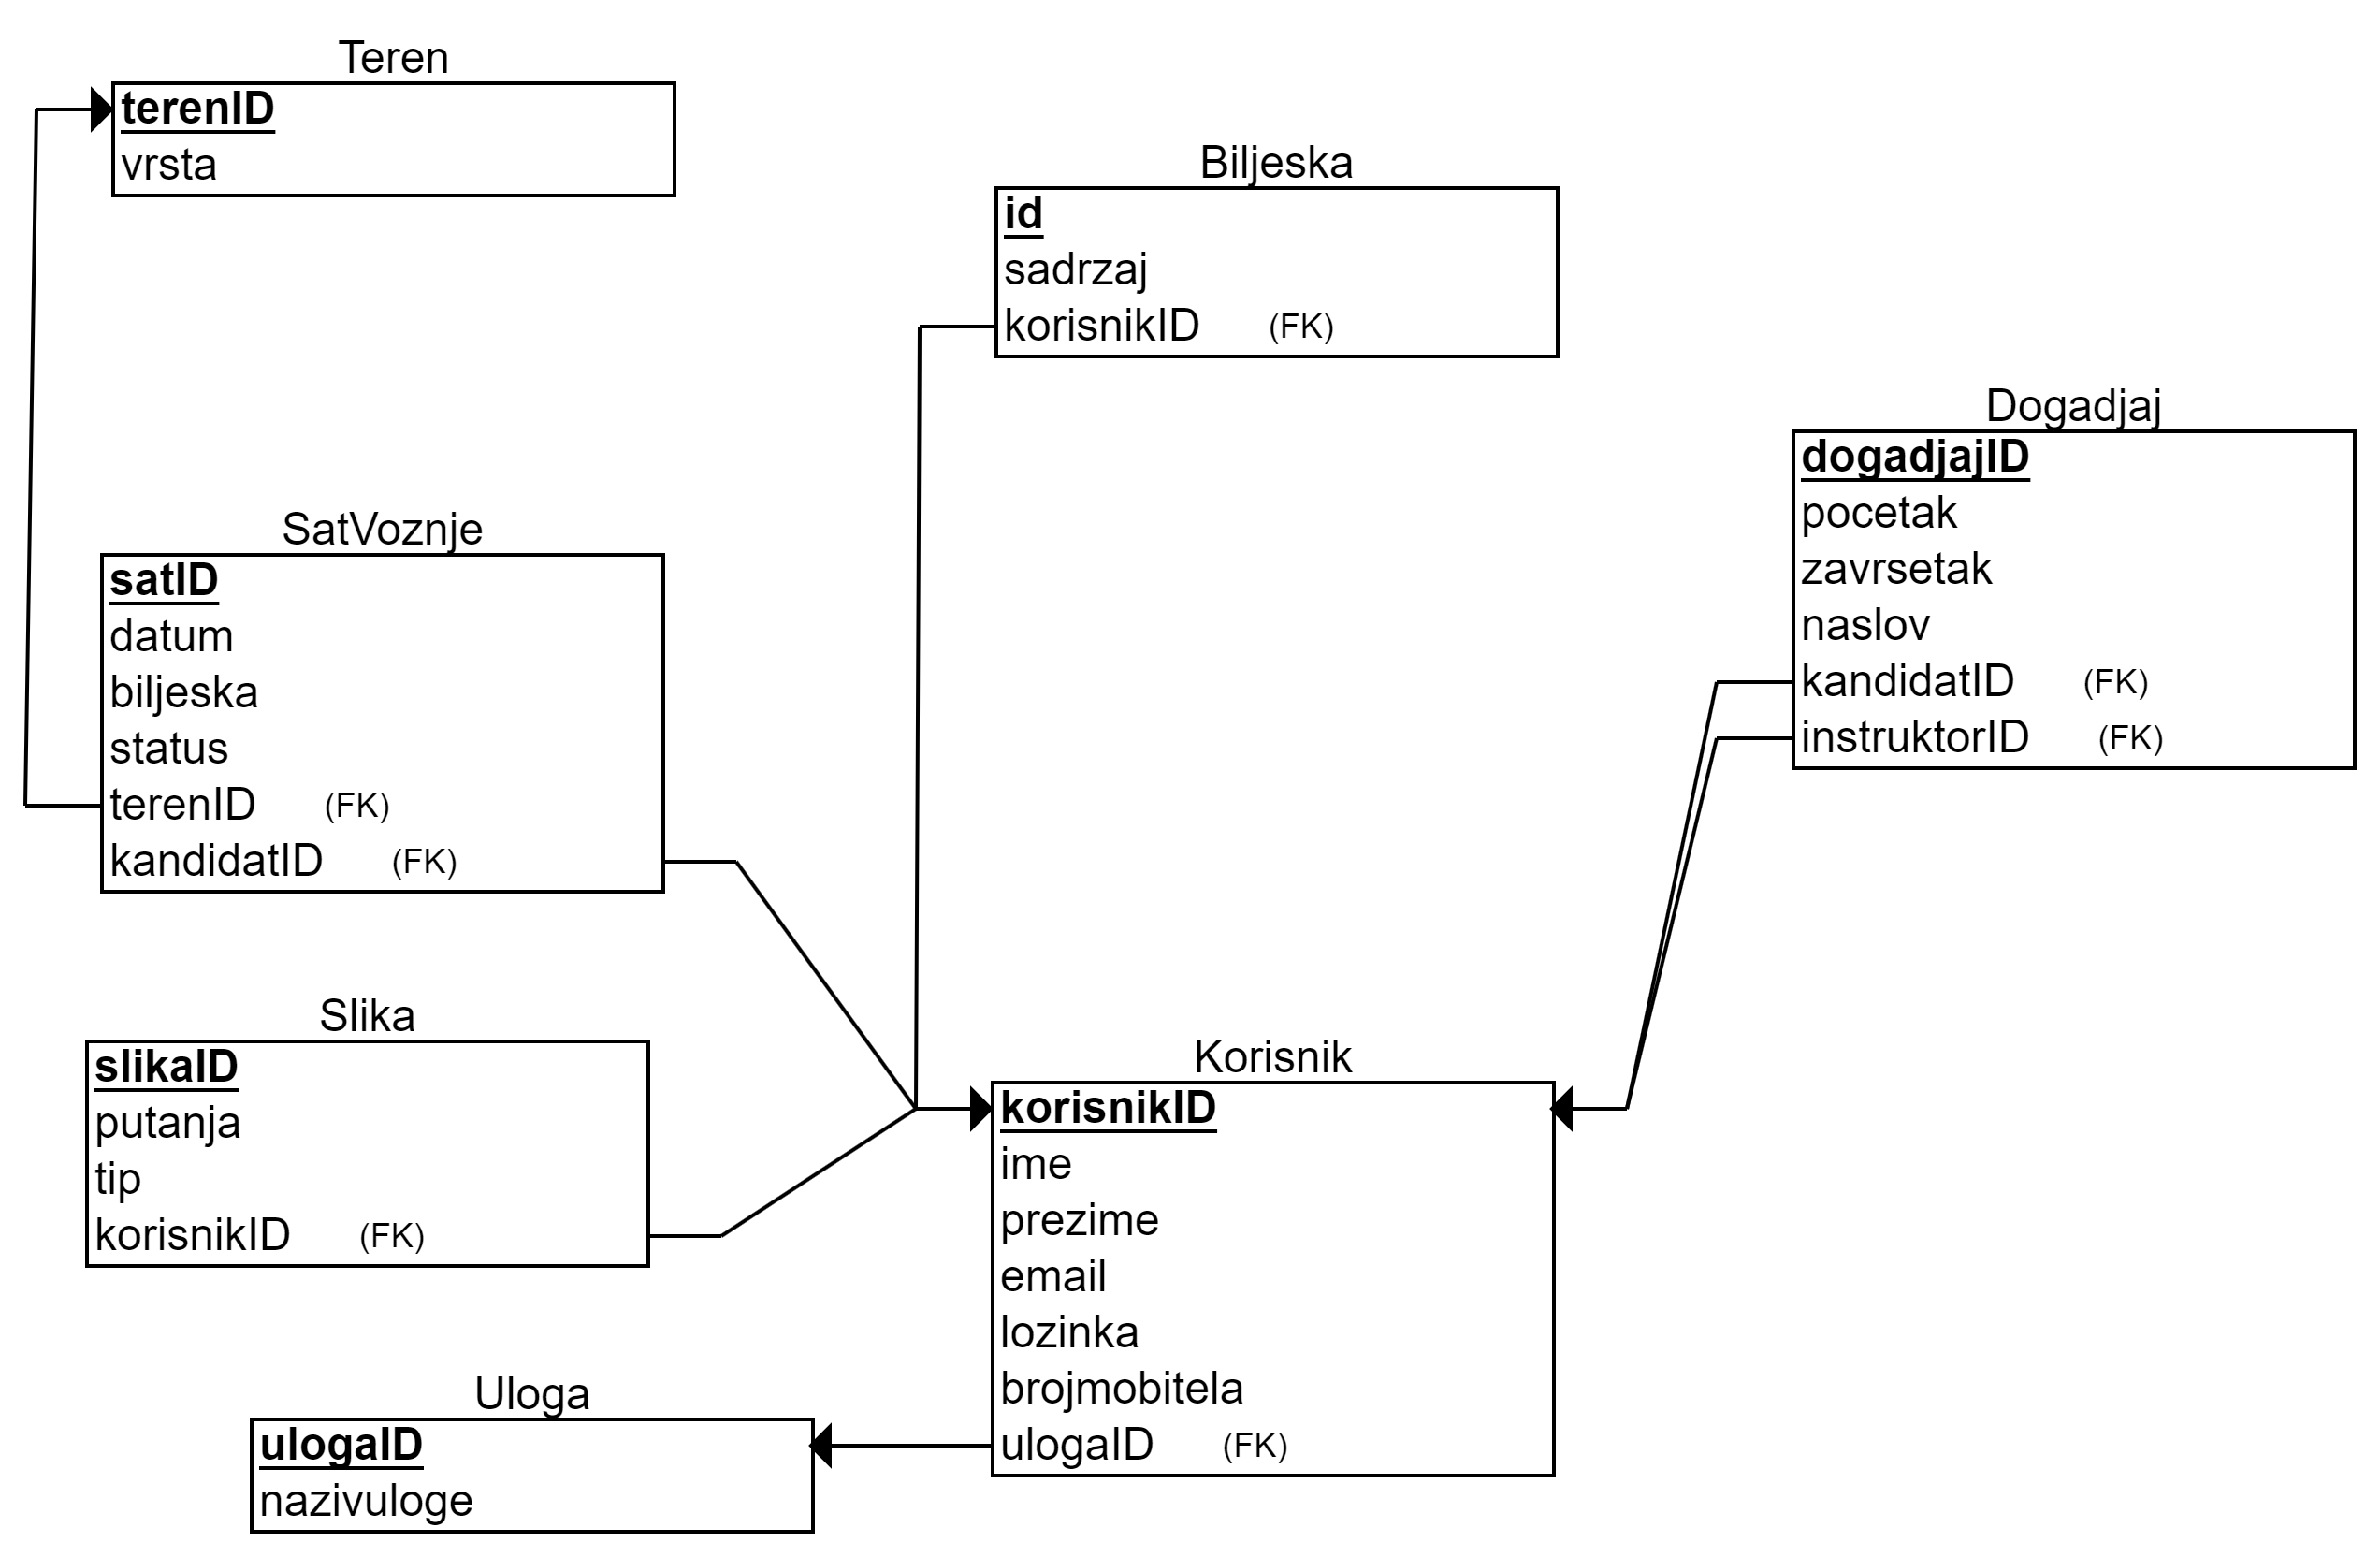 Teren
terenID
vrsta
Biljeska
id
sadrzaj
korisnikID (FK)
Dogadjaj
dogadjajID
pocetak
zavrsetak
naslov
kandidatID (FK)
instruktorID (FK)
SatVoznje
satID
datum
biljeska
status
terenID (FK)
kandidatID (FK)
Slika
slikaID
putanja
tip
korisnikID (FK)
Korisnik
korisnikID
ime
prezime
email
lozinka
brojmobitela
ulogaID (FK)
Uloga
ulogaID
nazivuloge